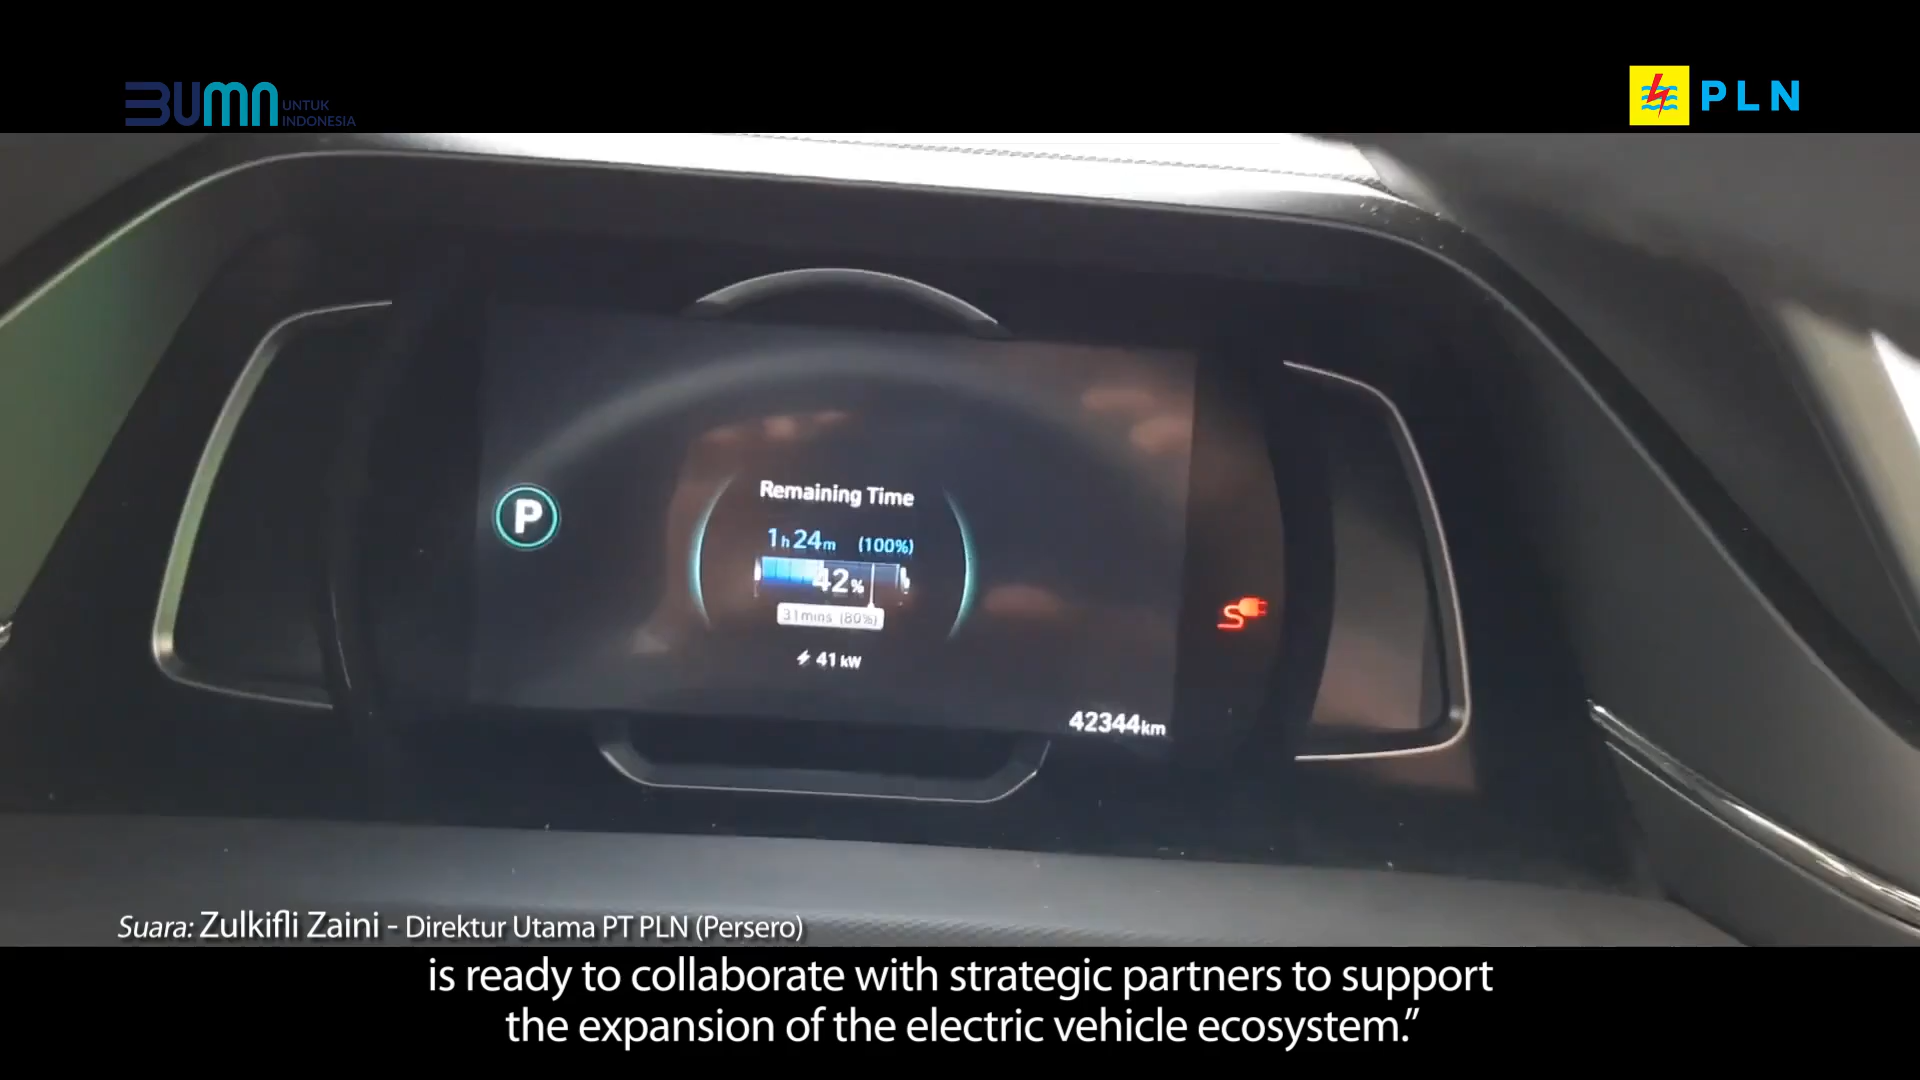 BUMN
UNTUK
INDONESIA
PLN
Remaining Time
1h 24m (100%)
42%
31mins (80%)
41 kW
P
42344km
Suara: Zulkifli Zaini - Direktur Utama PT PLN (Persero)
is ready to collaborate with strategic partners to support
the expansion of the electric vehicle ecosystem.”